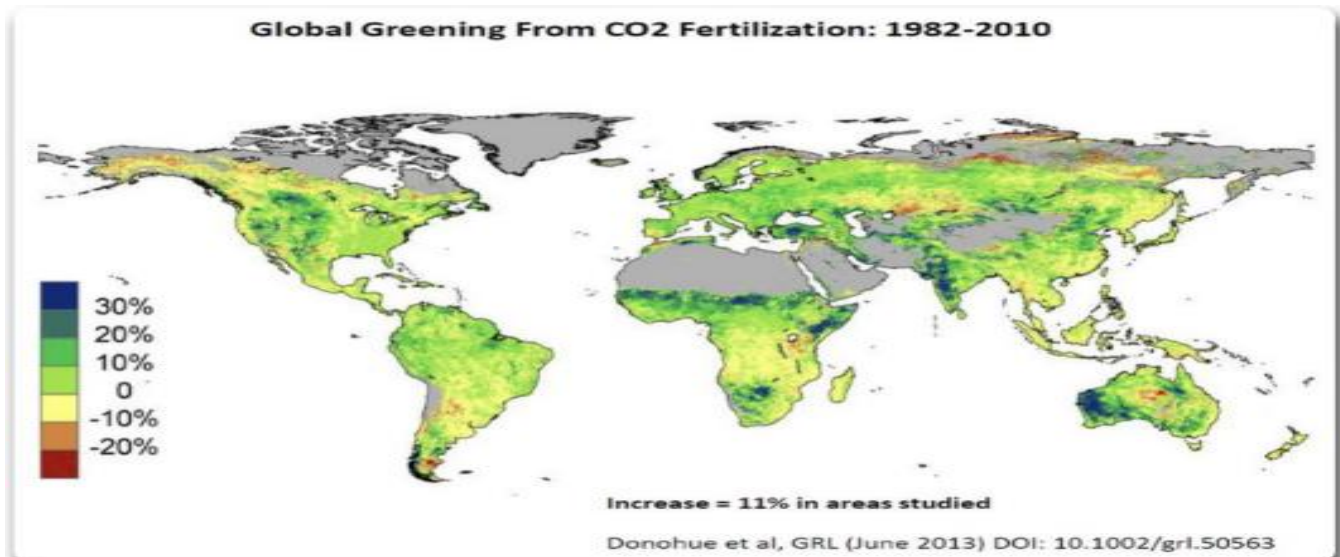 Global Greening From CO2 Fertilization: 1982-2010
30%
20%
10%
0
-10%
-20%
Increase = 11% in areas studied
Donohue et al, GRL (June 2013) DOI: 10.1002/grl.50563